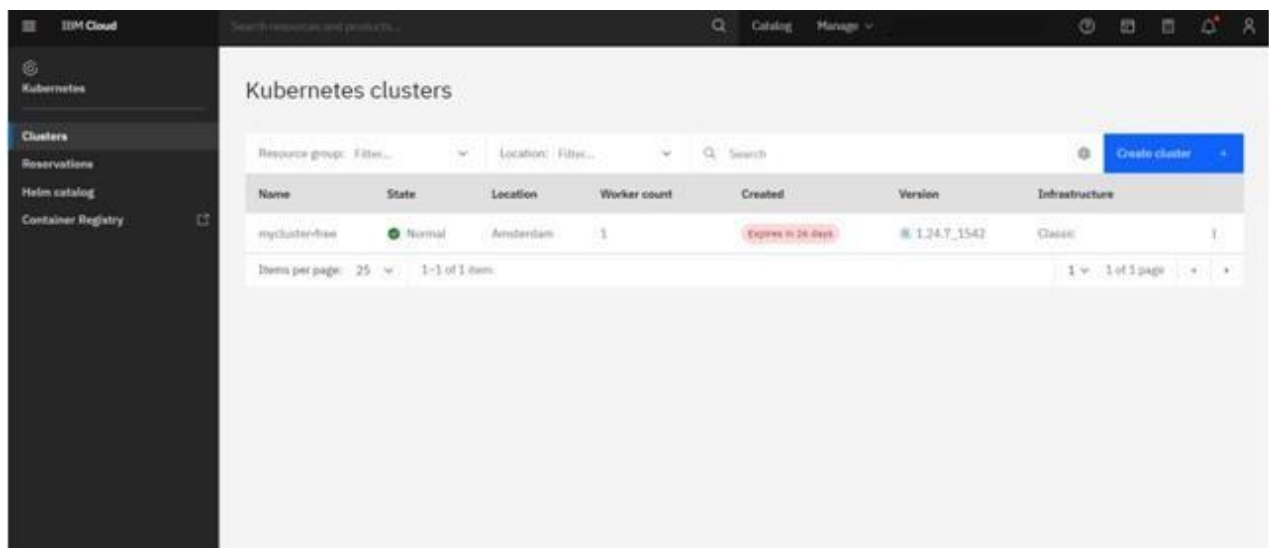 IBM Cloud
Search resources and products...
Catalog
Manage
Kubernetes
Clusters
Reservations
Helm catalog
Container Registry
Kubernetes clusters
Resource group: Filter...
Location: Filter...
Search
Create cluster +
Name State Location Worker count Created Version Infrastructure
mycluster-free Normal Amsterdam 1 Expires in 26 days 1.24.7_1542 Classic
Items per page: 25 1-1 of 1 item 1 1 of 1 page